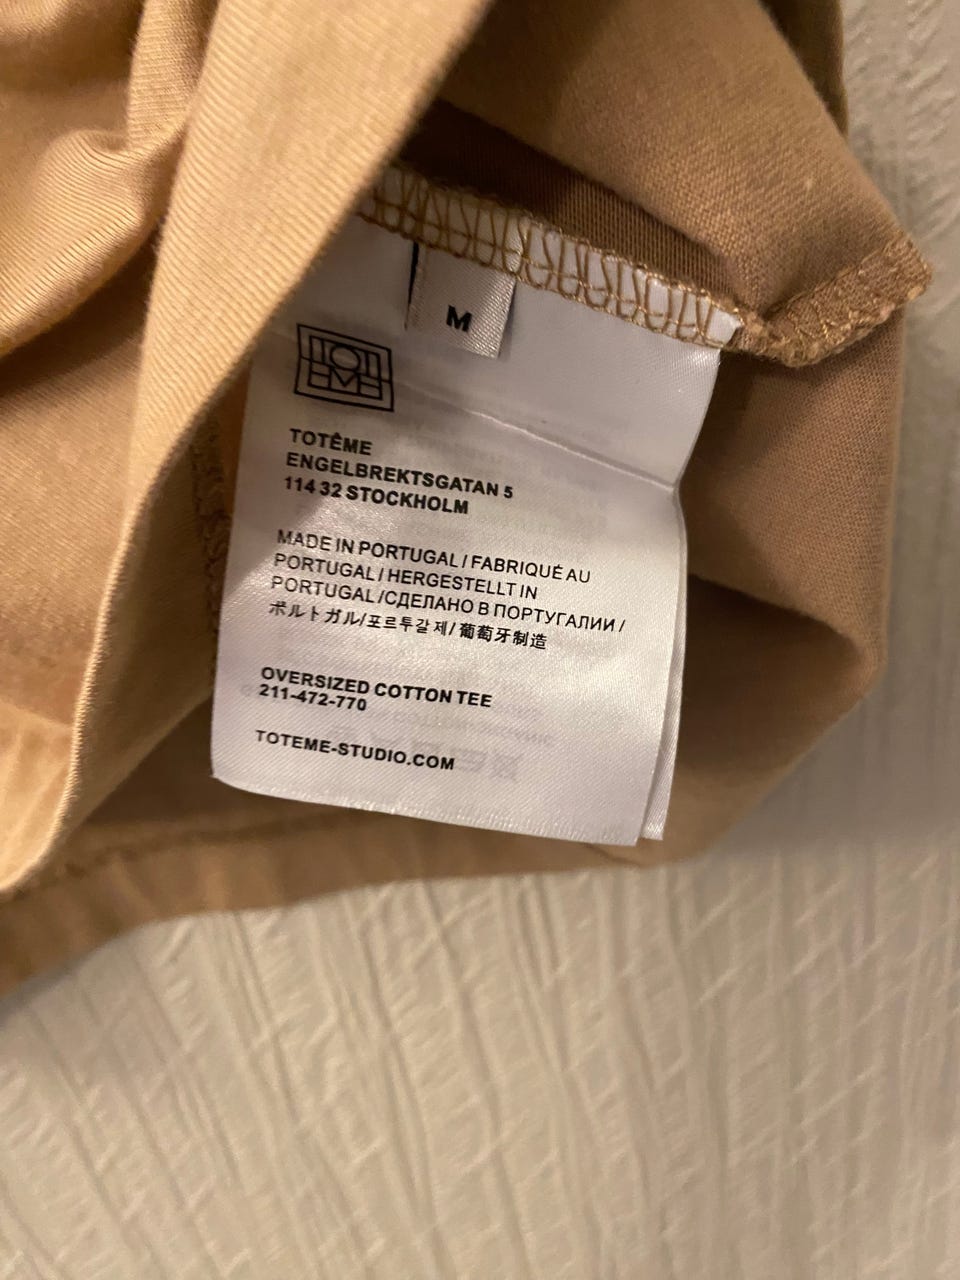 M
TOTÊME
TOTÊME
ENGELBREKTSGATAN 5
114 32 STOCKHOLM
MADE IN PORTUGAL / FABRIQUÉ AU
PORTUGAL / HERGESTELLT IN
PORTUGAL / СДЕЛАНО В ПОРТУГАЛИИ /
ポルトガル/포르투갈제/葡萄牙制造
OVERSIZED COTTON TEE
211-472-770
TOTEME-STUDIO.COM